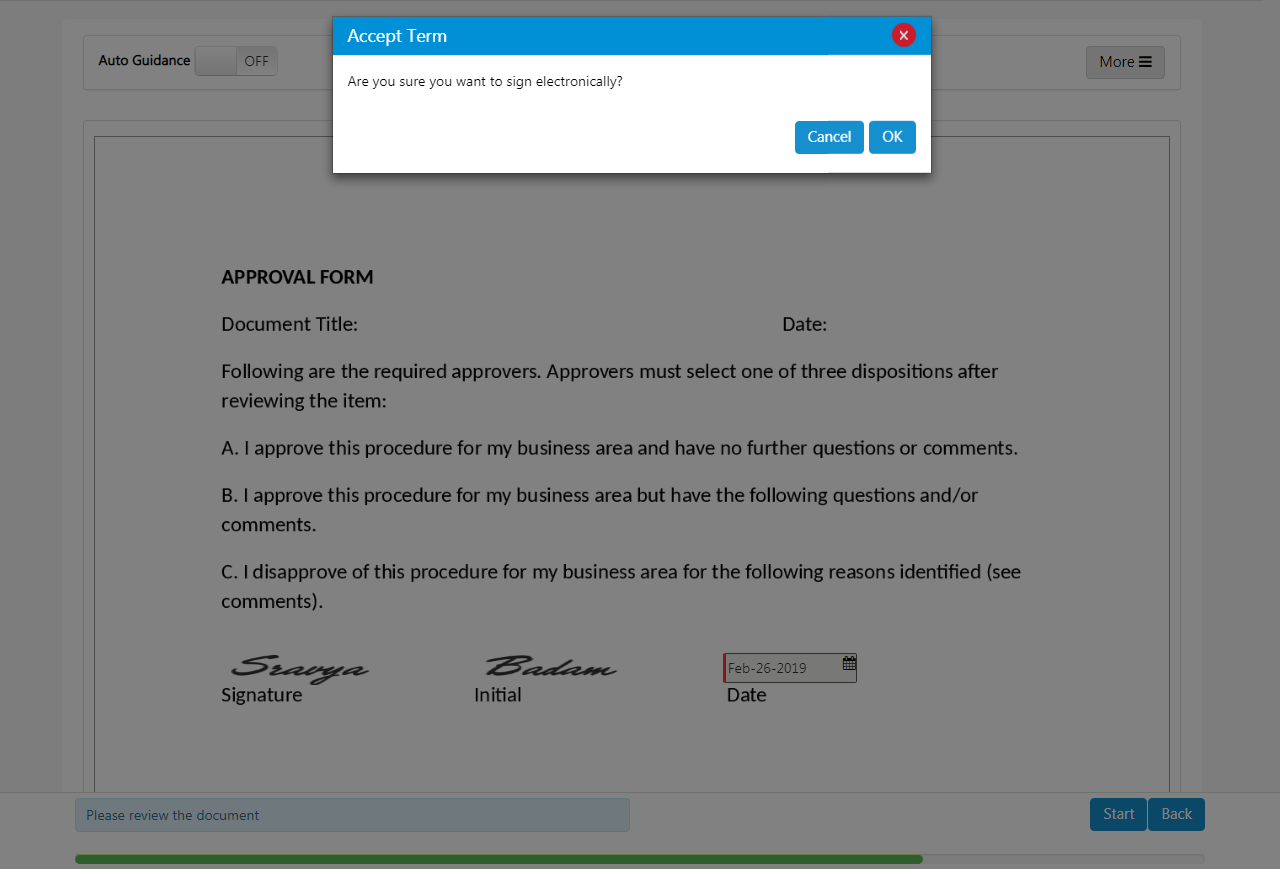 Accept Term
Auto Guidance OFF
More
Are you sure you want to sign electronically?
Cancel OK
APPROVAL FORM
Document Title: Date:
Following are the required approvers. Approvers must select one of three dispositions after
reviewing the item:
A. I approve this procedure for my business area and have no further questions or comments.
B. I approve this procedure for my business area but have the following questions and/or
comments.
C. I disapprove of this procedure for my business area for the following reasons identified (see
comments).
Sravya Badam Feb-26-2019
Signature Initial Date
Please review the document Start Back